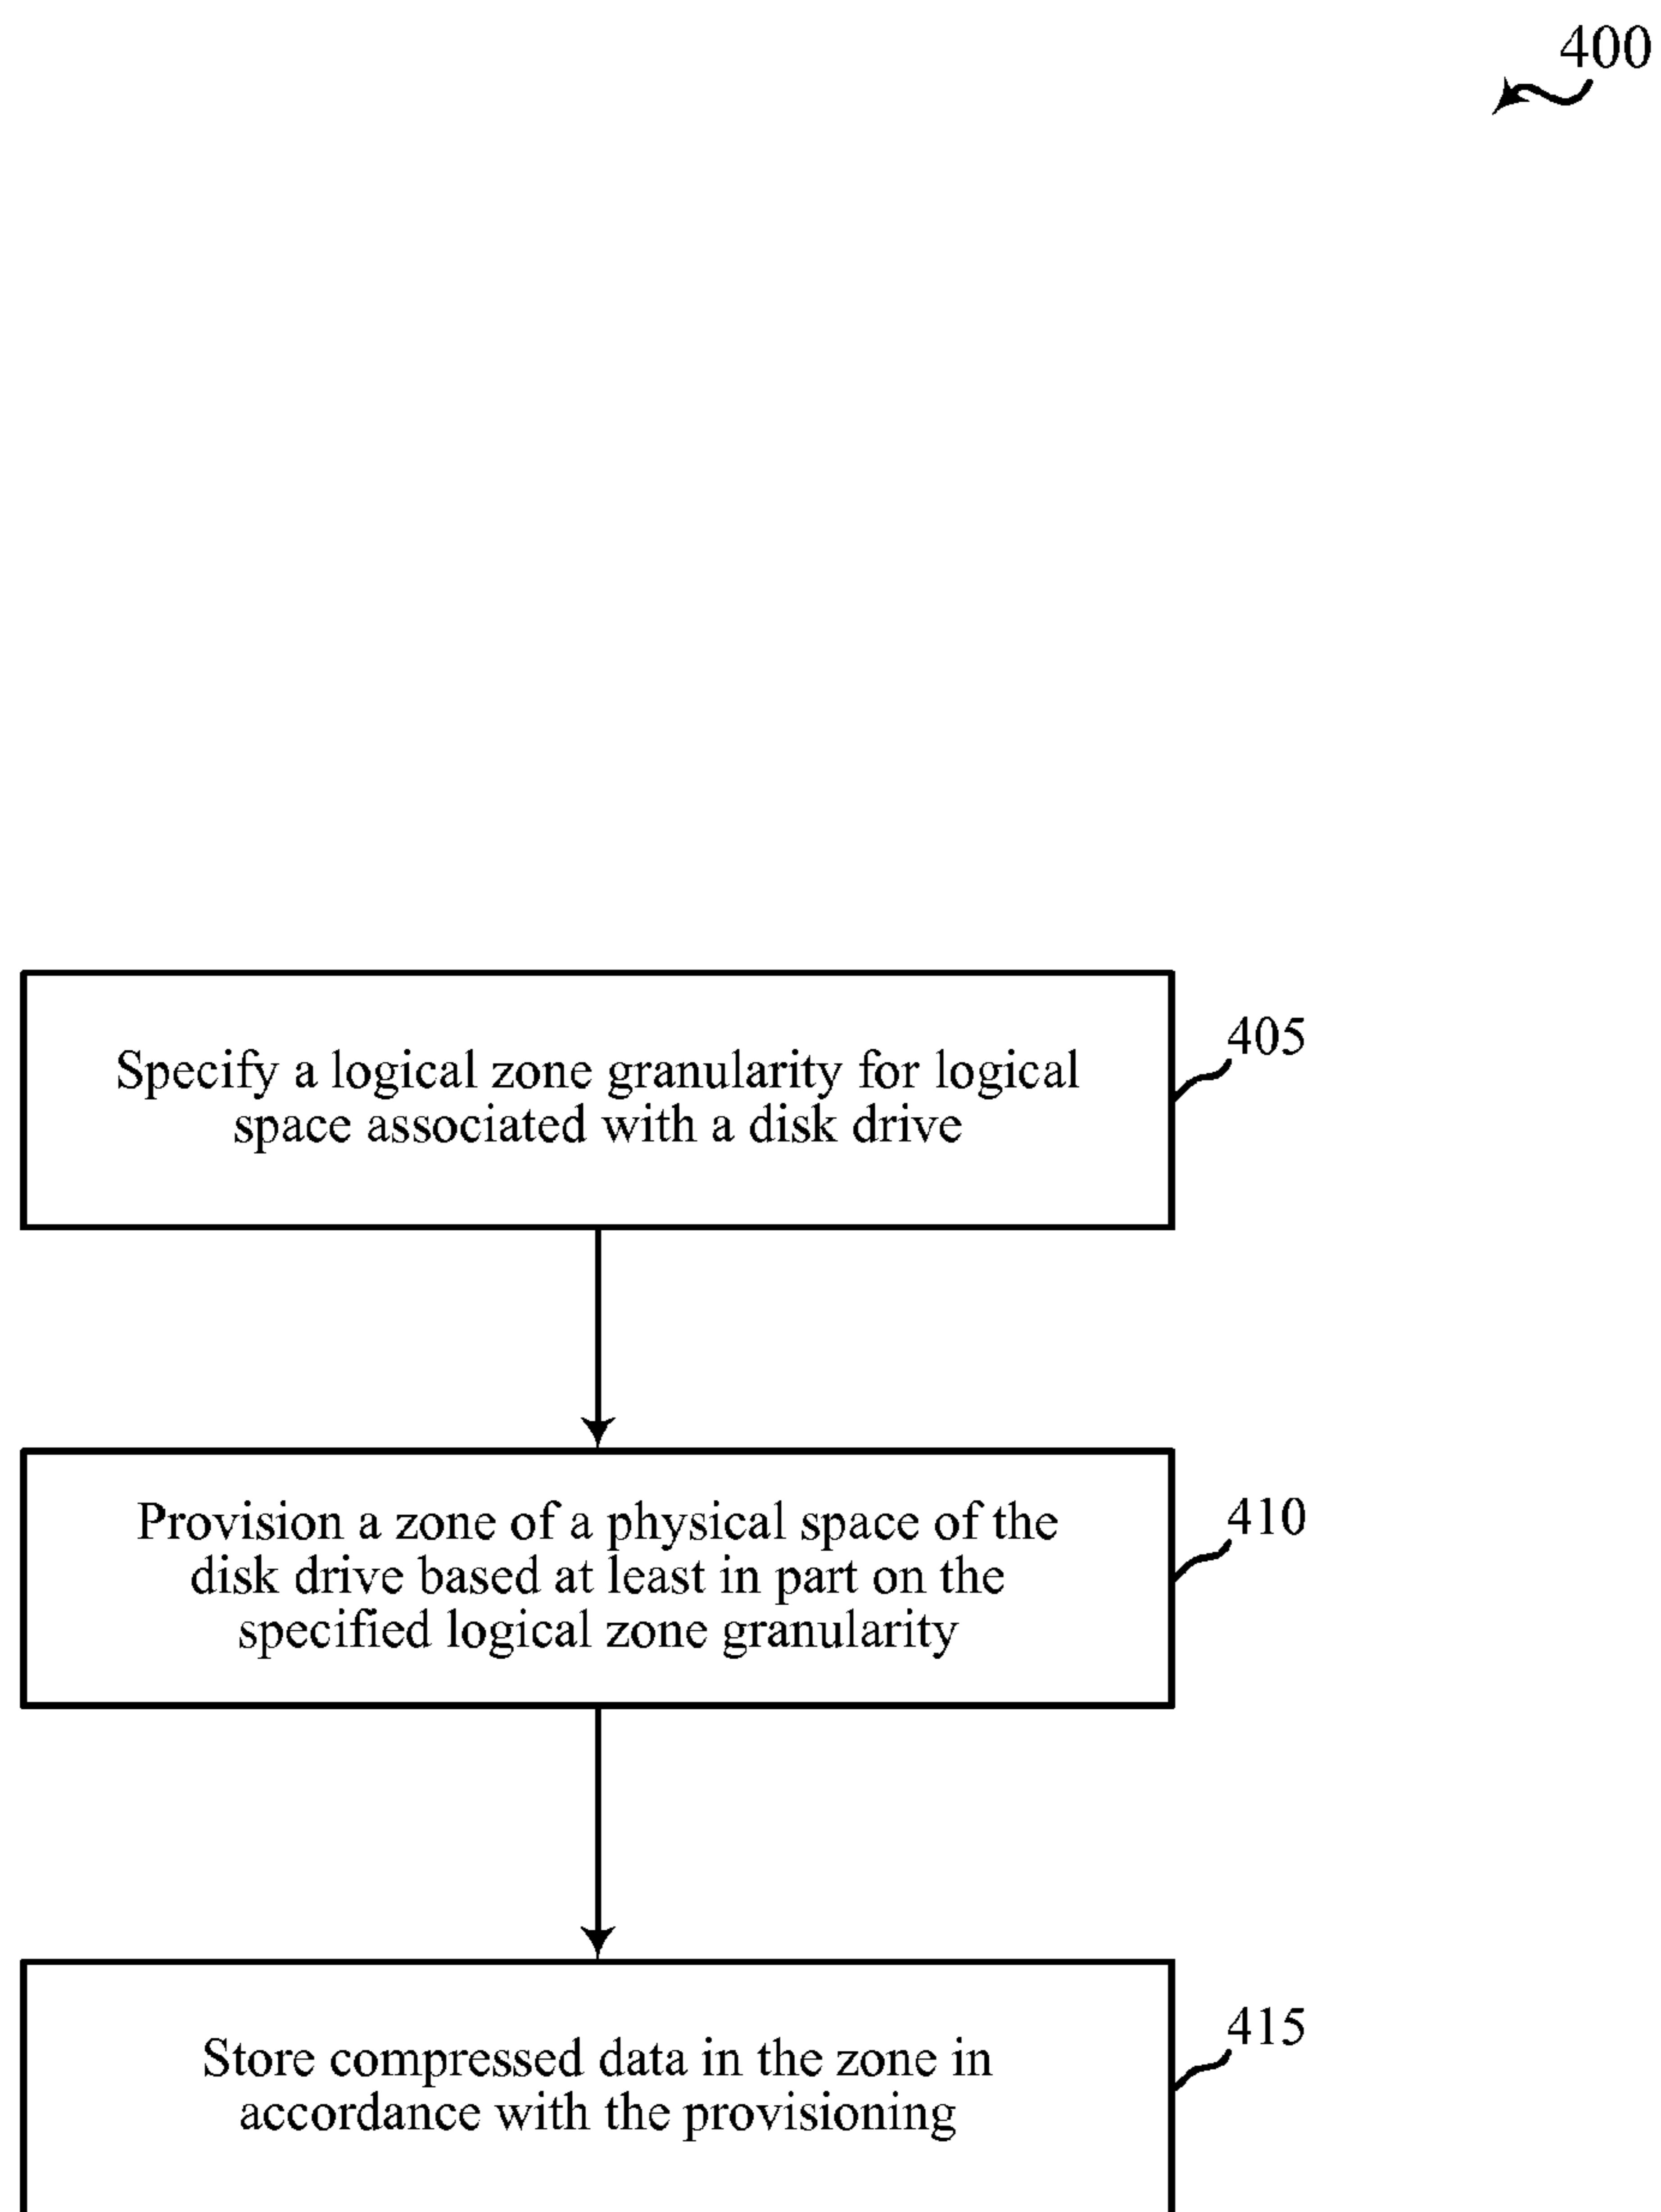 400
Specify a logical zone granularity for logical
space associated with a disk drive
405
Provision a zone of a physical space of the
disk drive based at least in part on the
specified logical zone granularity
410
Store compressed data in the zone in
accordance with the provisioning
415